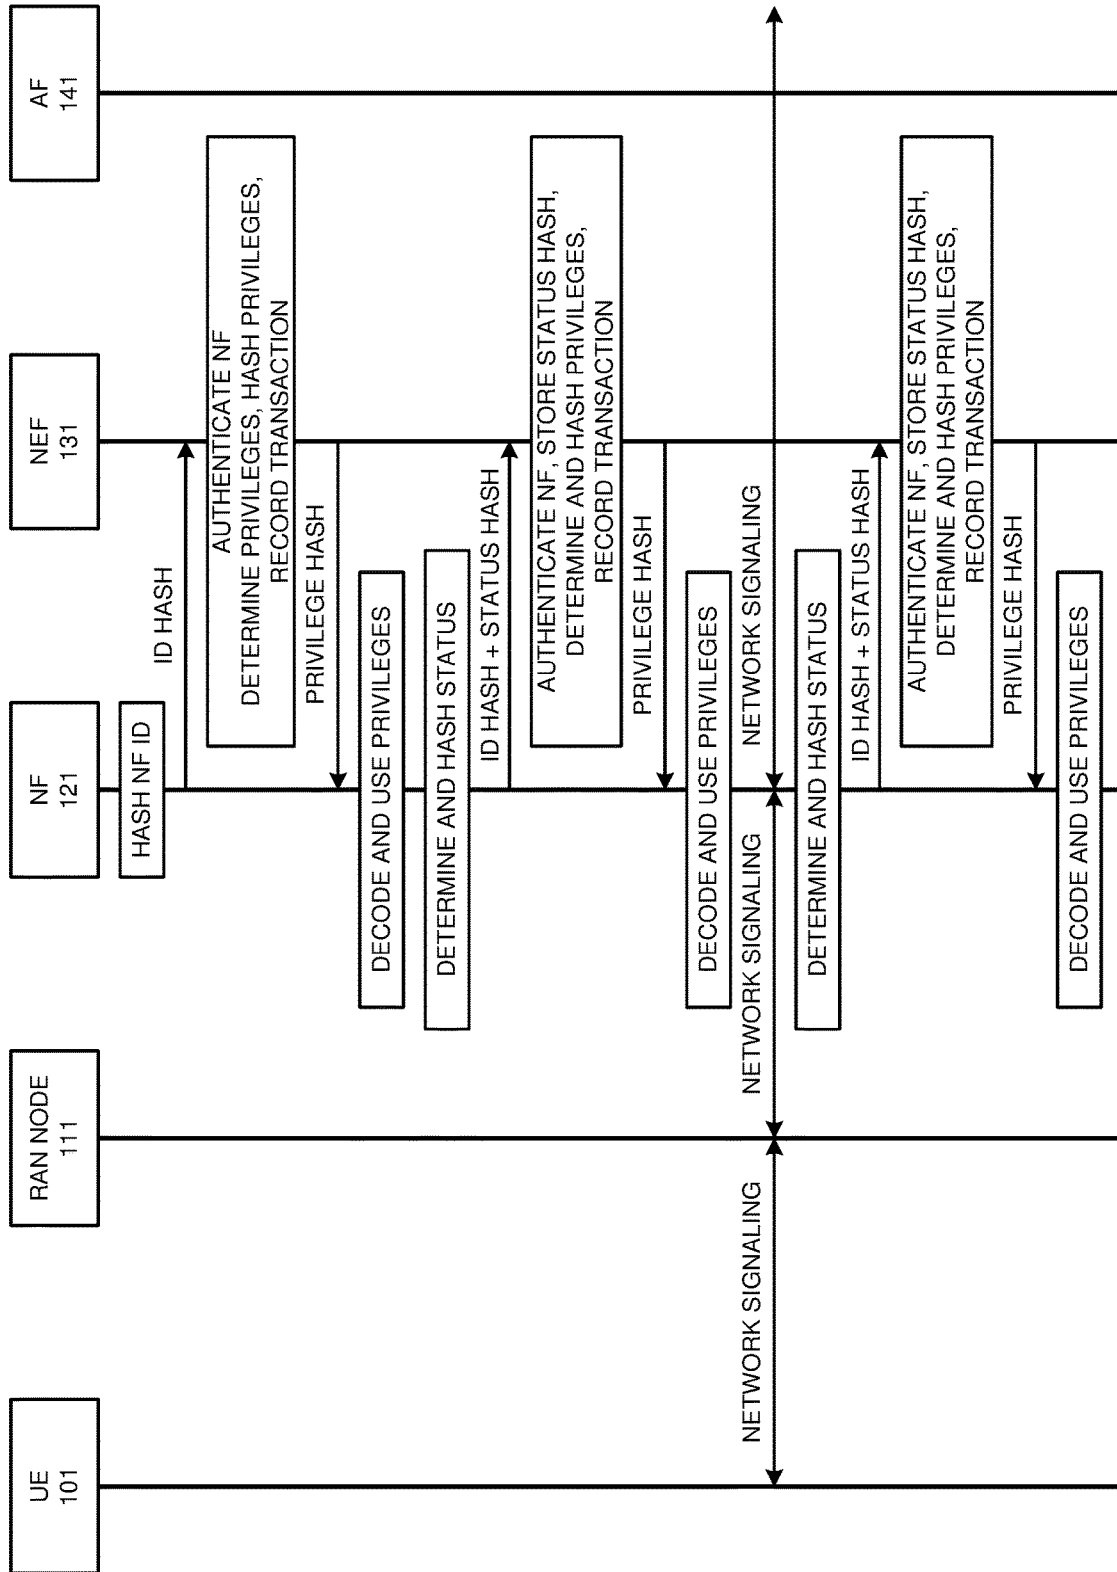 UE
101
RAN NODE
111
NF
121
NEF
131
AF
141
HASH NF ID
ID HASH
AUTHENTICATE NF
DETERMINE PRIVILEGES, HASH PRIVILEGES,
RECORD TRANSACTION
PRIVILEGE HASH
DECODE AND USE PRIVILEGES
DETERMINE AND HASH STATUS
ID HASH + STATUS HASH
AUTHENTICATE NF, STORE STATUS HASH,
DETERMINE AND HASH PRIVILEGES,
RECORD TRANSACTION
PRIVILEGE HASH
DECODE AND USE PRIVILEGES
NETWORK SIGNALING
NETWORK SIGNALING
NETWORK SIGNALING
DETERMINE AND HASH STATUS
ID HASH + STATUS HASH
AUTHENTICATE NF, STORE STATUS HASH,
DETERMINE AND HASH PRIVILEGES,
RECORD TRANSACTION
PRIVILEGE HASH
DECODE AND USE PRIVILEGES